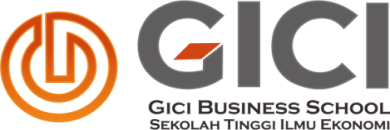 GICI
GICI BUSINESS SCHOOL
SEKOLAH TINGGI ILMU EKONOMI